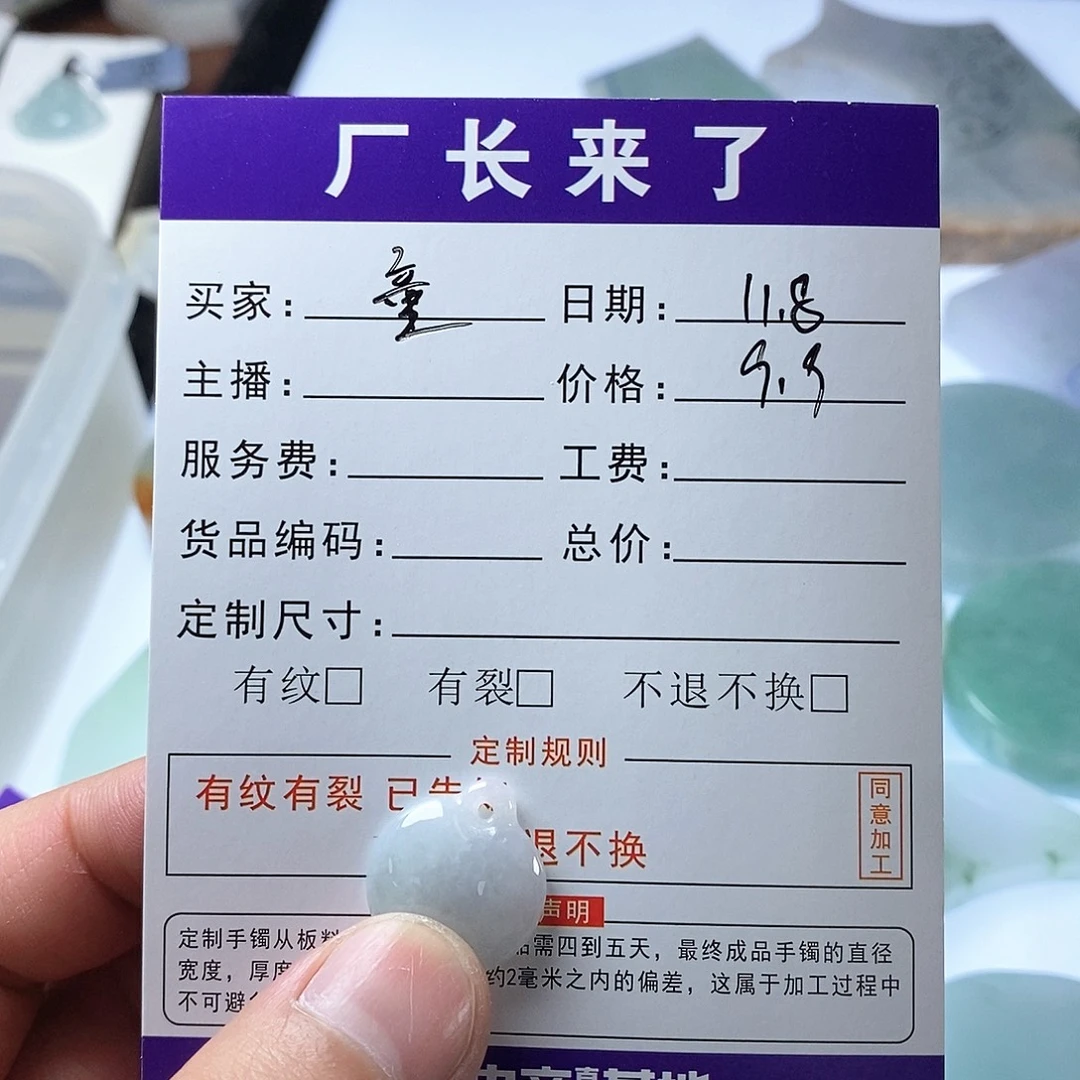 厂长来了
买家：童 日期：11.8
主播： 价格：9.9
服务费： 工费：
货品编码： 总价：
定制尺寸：
有纹□ 有裂□ 不退不换□
定制规则
有纹有裂 已告
退不换
同意加工
声明
定制手镯从板料 需四到五天，最终成品手镯的直径
宽度，厚度 约2毫米之内的偏差，这属于加工过程中
不可避